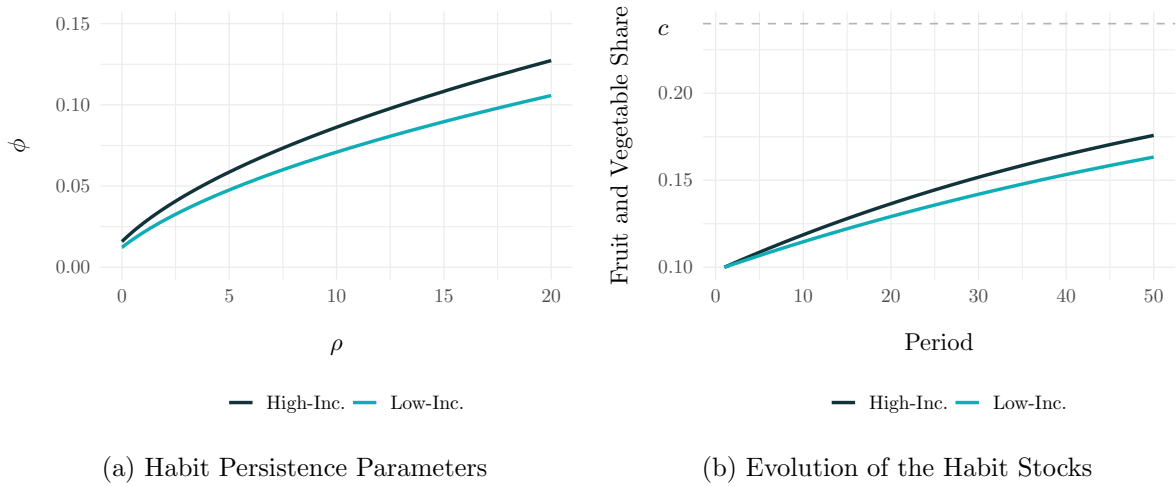 0.15
0.10
0.05
0.00
ϕ
0 5 10 15 20
ρ
High-Inc. Low-Inc.
(a) Habit Persistence Parameters
Fruit and Vegetable Share
c
0.20
0.15
0.10
0 10 20 30 40 50
Period
High-Inc. Low-Inc.
(b) Evolution of the Habit Stocks